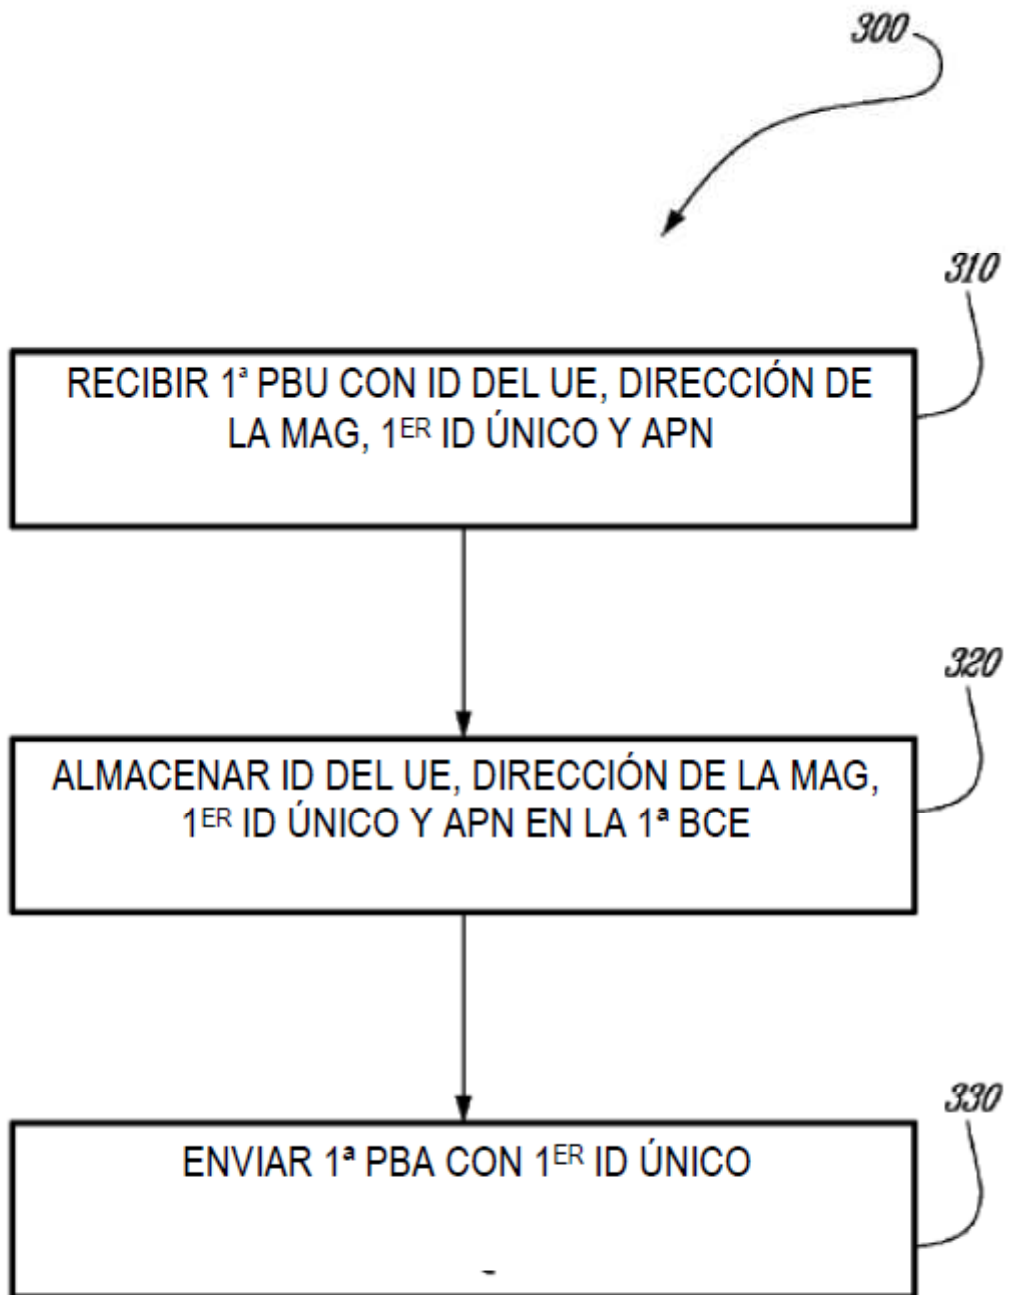 300
310
RECIBIR 1ª PBU CON ID DEL UE, DIRECCIÓN DE
LA MAG, 1ER ID ÚNICO Y APN
320
ALMACENAR ID DEL UE, DIRECCIÓN DE LA MAG,
1ER ID ÚNICO Y APN EN LA 1ª BCE
330
ENVIAR 1ª PBA CON 1ER ID ÚNICO